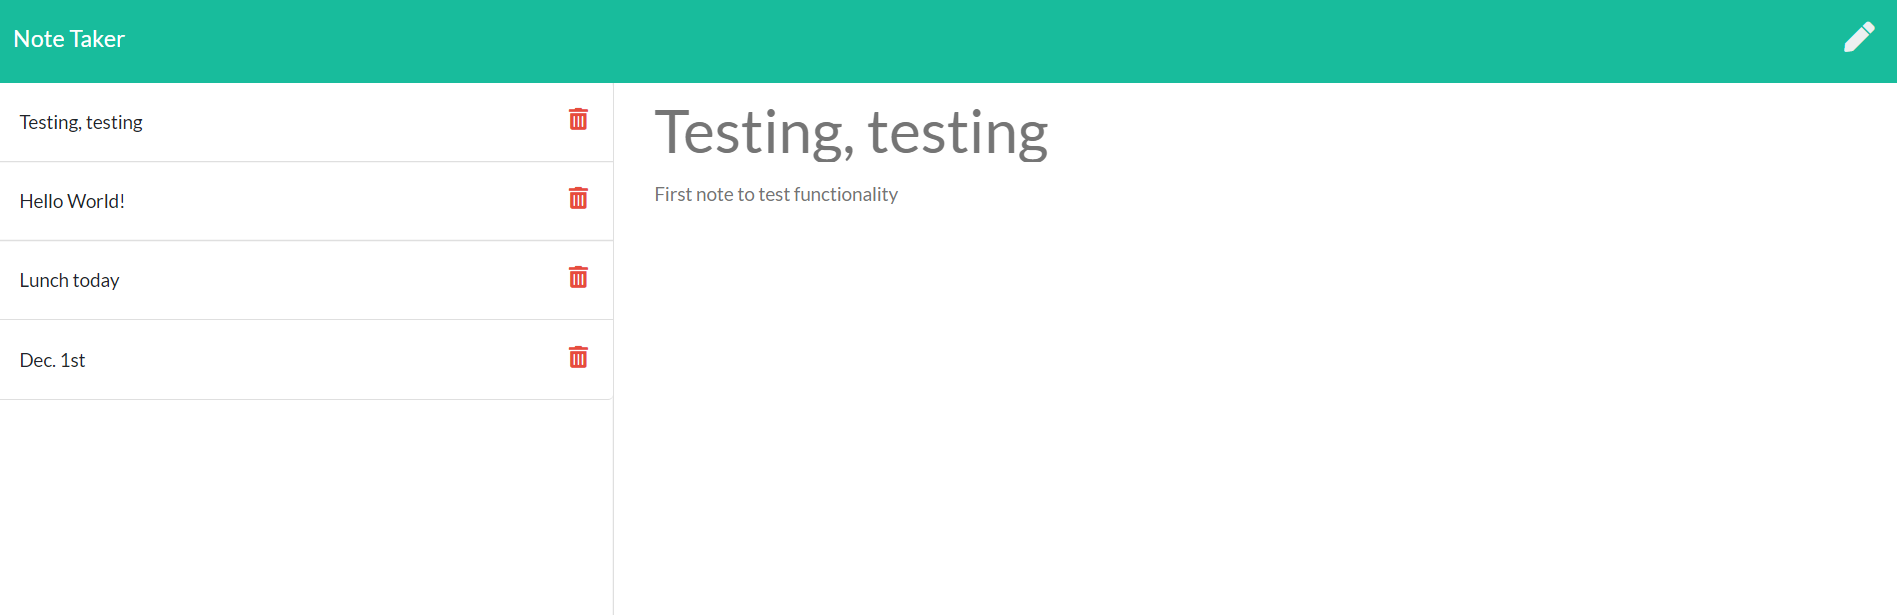 Note Taker
Testing, testing
Hello World!
Lunch today
Dec. 1st
Testing, testing
First note to test functionality